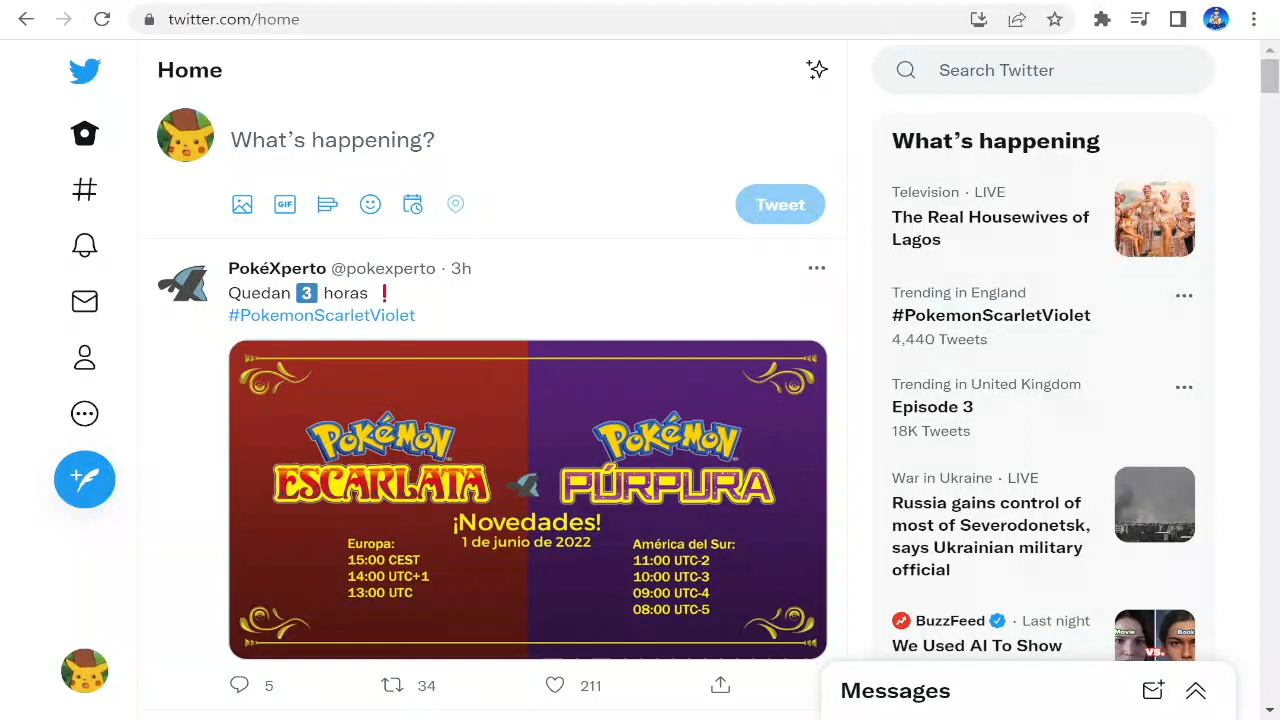 twitter.com/home
Home
What's happening?
GIF
Tweet
PokéXperto @pokexperto · 3h
Quedan 3 horas ❗
#PokemonScarletViolet
POKéMON
ESCARLATA
POKéMON
PÚRPURA
¡Novedades!
1 de junio de 2022
Europa:
15:00 CEST
14:00 UTC+1
13:00 UTC
América del Sur:
11:00 UTC-2
10:00 UTC-3
09:00 UTC-4
08:00 UTC-5
5
34
211
Search Twitter
What's happening
Television · LIVE
The Real Housewives of
Lagos
Trending in England
#PokemonScarletViolet
4,440 Tweets
Trending in United Kingdom
Episode 3
18K Tweets
War in Ukraine · LIVE
Russia gains control of
most of Severodonetsk,
says Ukrainian military
official
BuzzFeed · Last night
We Used AI To Show
Movie
Book
vs.
Messages